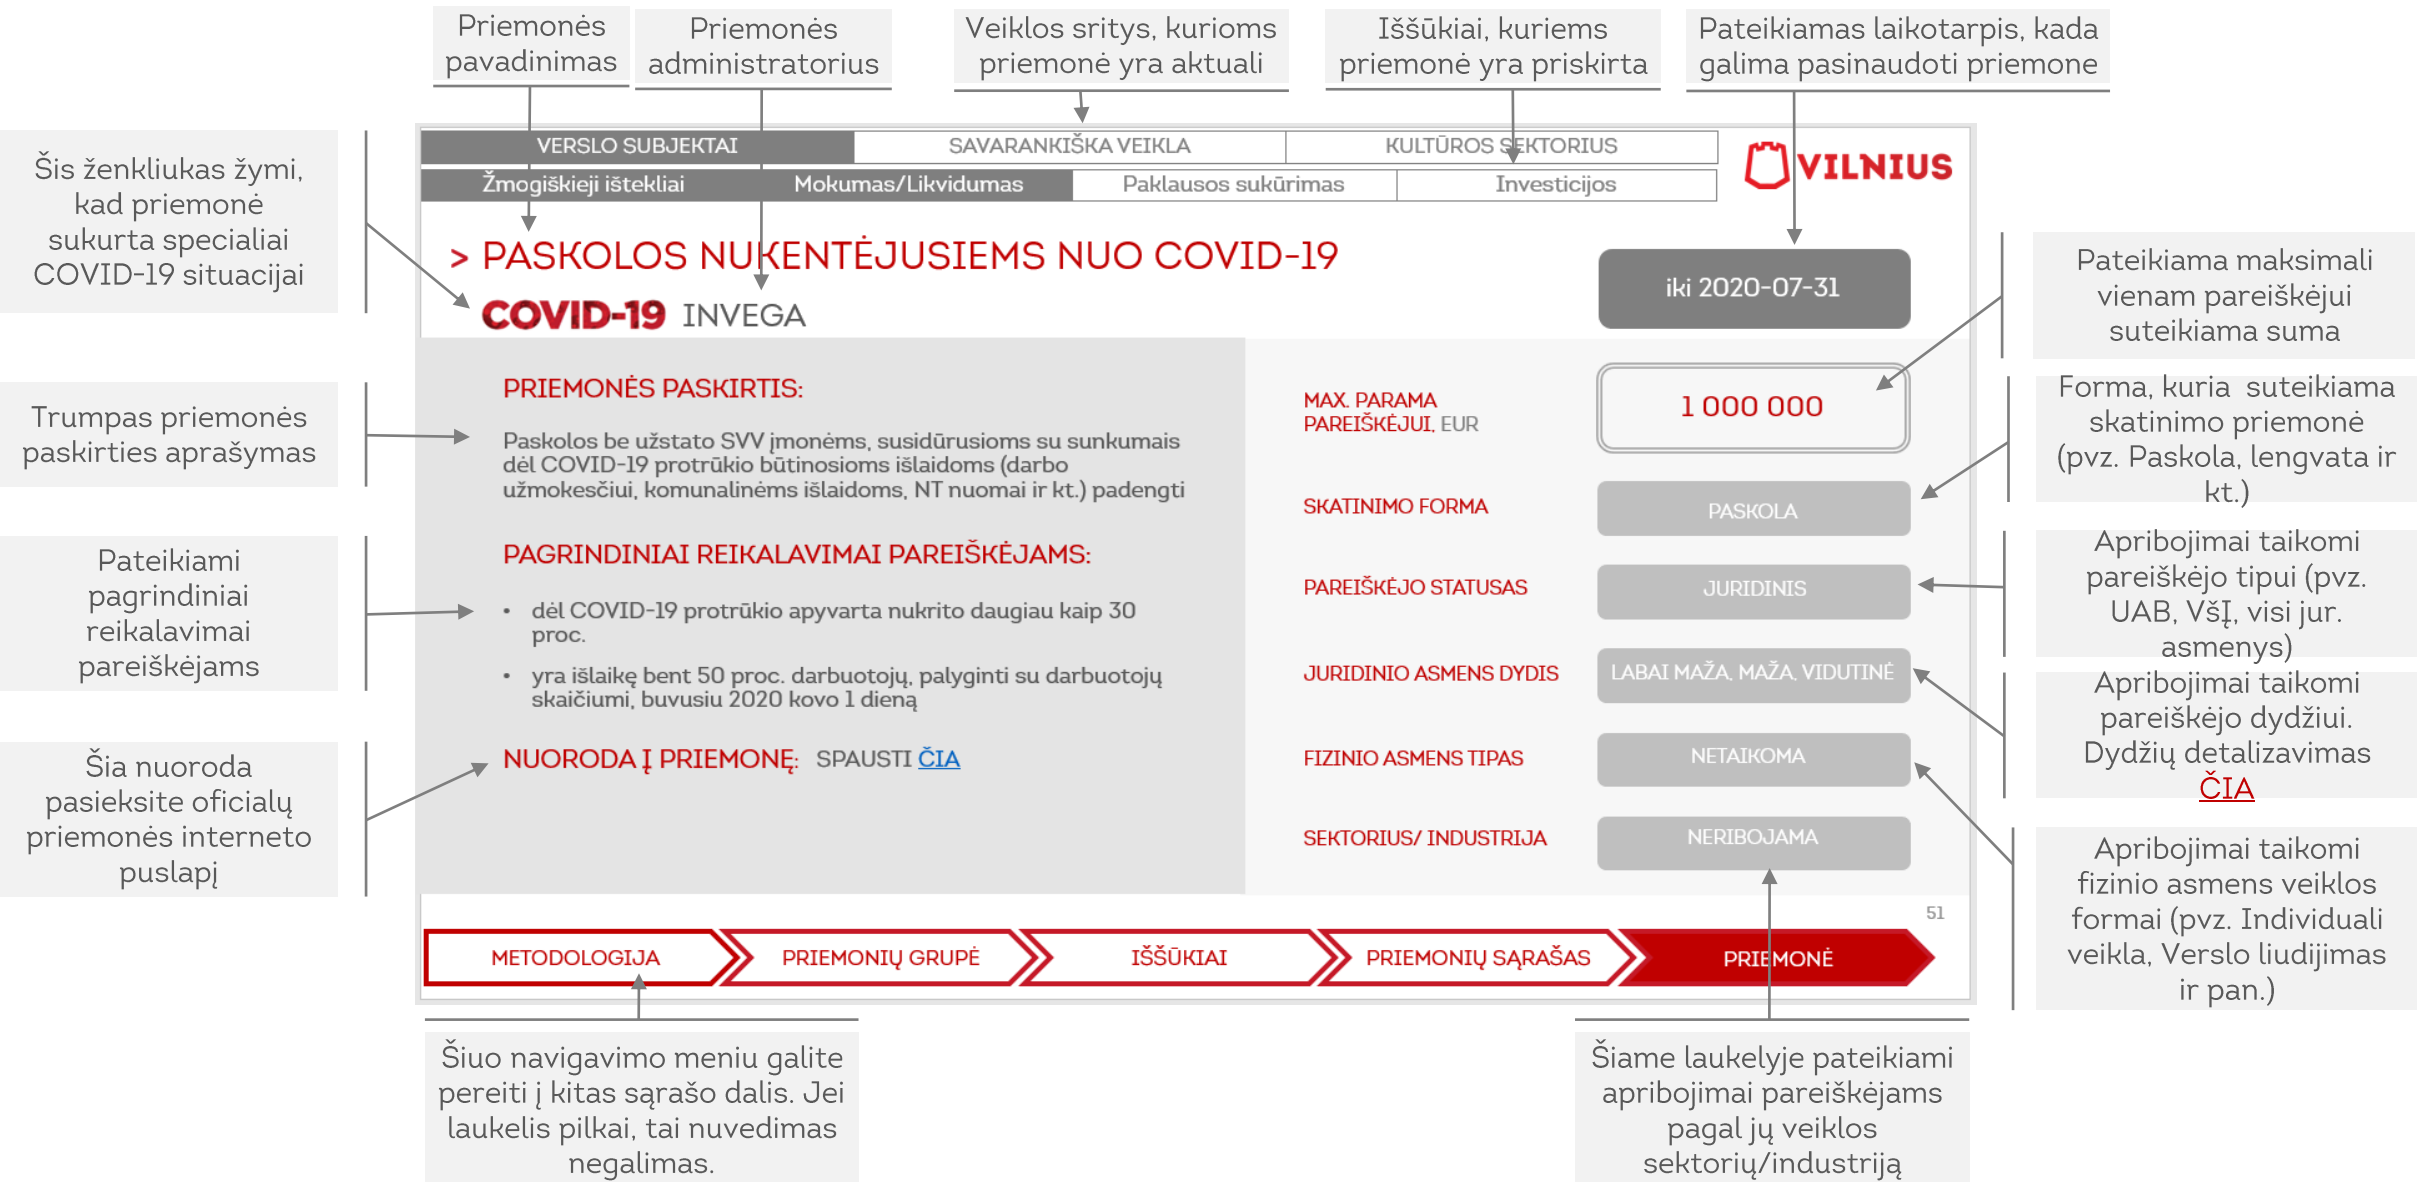 Priemonės
pavadinimas
Priemonės
administratorius
Veiklos sritys, kurioms
priemonė yra aktuali
Iššūkiai, kuriems
priemonė yra priskirta
Pateikiamas laikotarpis, kada
galima pasinaudoti priemone
Šis ženkliukas žymi,
kad priemonė
sukurta specialiai
COVID-19 situacijai
Trumpas priemonės
paskirties aprašymas
Pateikiami
pagrindiniai
reikalavimai
pareiškėjams
Šia nuoroda
pasieksite oficialų
priemonės interneto
puslapį
VERSLO SUBJEKTAI
SAVARANKIŠKA VEIKLA
KULTŪROS SEKTORIUS
Žmogiškieji ištekliai
Mokumas/Likvidumas
Paklausos sukūrimas
Investicijos
VILNIUS
> PASKOLOS NUKENTĖJUSIEMS NUO COVID-19
COVID-19 INVEGA
iki 2020-07-31
PRIEMONĖS PASKIRTIS:
Paskolos be užstato SVV įmonėms, susidūrusioms su sunkumais
dėl COVID-19 protrūkio būtinosioms išlaidoms (darbo
užmokesčiui, komunalinėms išlaidoms, NT nuomai ir kt.) padengti
PAGRINDINIAI REIKALAVIMAI PAREIŠKĖJAMS:
• dėl COVID-19 protrūkio apyvarta nukrito daugiau kaip 30
proc.
• yra išlaikę bent 50 proc. darbuotojų, palyginti su darbuotojų
skaičiumi, buvusiu 2020 kovo 1 dieną
NUORODA Į PRIEMONĘ: SPAUSTI ČIA
MAX. PARAMA
PAREIŠKĖJUI, EUR
1 000 000
SKATINIMO FORMA
PASKOLA
PAREIŠKĖJO STATUSAS
JURIDINIS
JURIDINIO ASMENS DYDIS
LABAI MAŽA, MAŽA, VIDUTINĖ
FIZINIO ASMENS TIPAS
NETAIKOMA
SEKTORIUS/ INDUSTRIJA
NERIBOJAMA
51
METODOLOGIJA
PRIEMONIŲ GRUPĖ
IŠŠŪKIAI
PRIEMONIŲ SĄRAŠAS
PRIEMONĖ
Pateikiama maksimali
vienam pareiškėjui
suteikiama suma
Forma, kuria suteikiama
skatinimo priemonė
(pvz. Paskola, lengvata ir
kt.)
Apribojimai taikomi
pareiškėjo tipui (pvz.
UAB, VšĮ, visi jur.
asmenys)
Apribojimai taikomi
pareiškėjo dydžiui.
Dydžių detalizavimas
ČIA
Apribojimai taikomi
fizinio asmens veiklos
formai (pvz. Individuali
veikla, Verslo liudijimas
ir pan.)
Šiuo navigavimo meniu galite
pereiti į kitas sąrašo dalis. Jei
laukelis pilkai, tai nuvedimas
negalimas.
Šiame laukelyje pateikiami
apribojimai pareiškėjams
pagal jų veiklos
sektorių/industriją